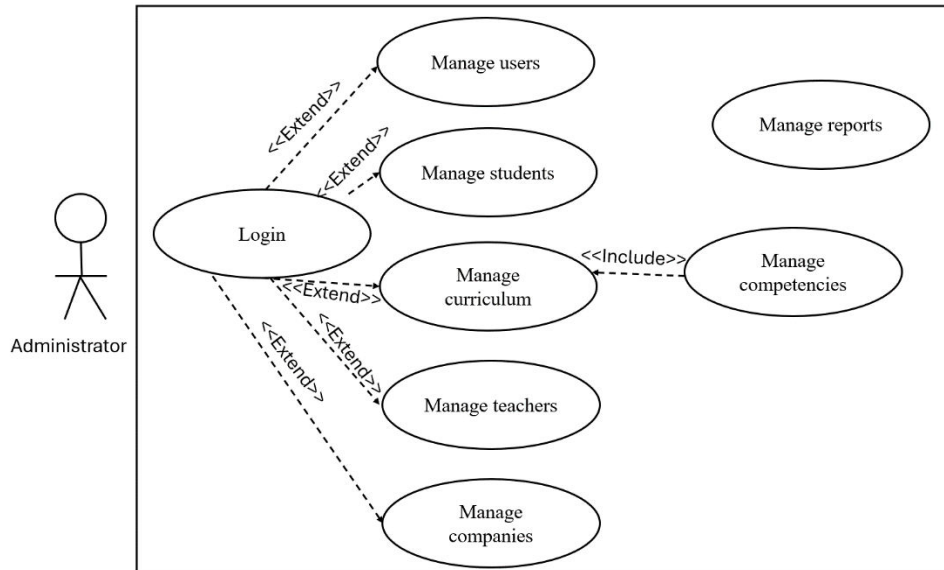 Manage users
<<Extend>>
Manage reports
<<Extend>>
Manage students
Login
<<Include>>
Manage
curriculum
Manage
competencies
<<Extend>>
Administrator
<<Extend>>
<<Extend>>
Manage teachers
Manage
companies